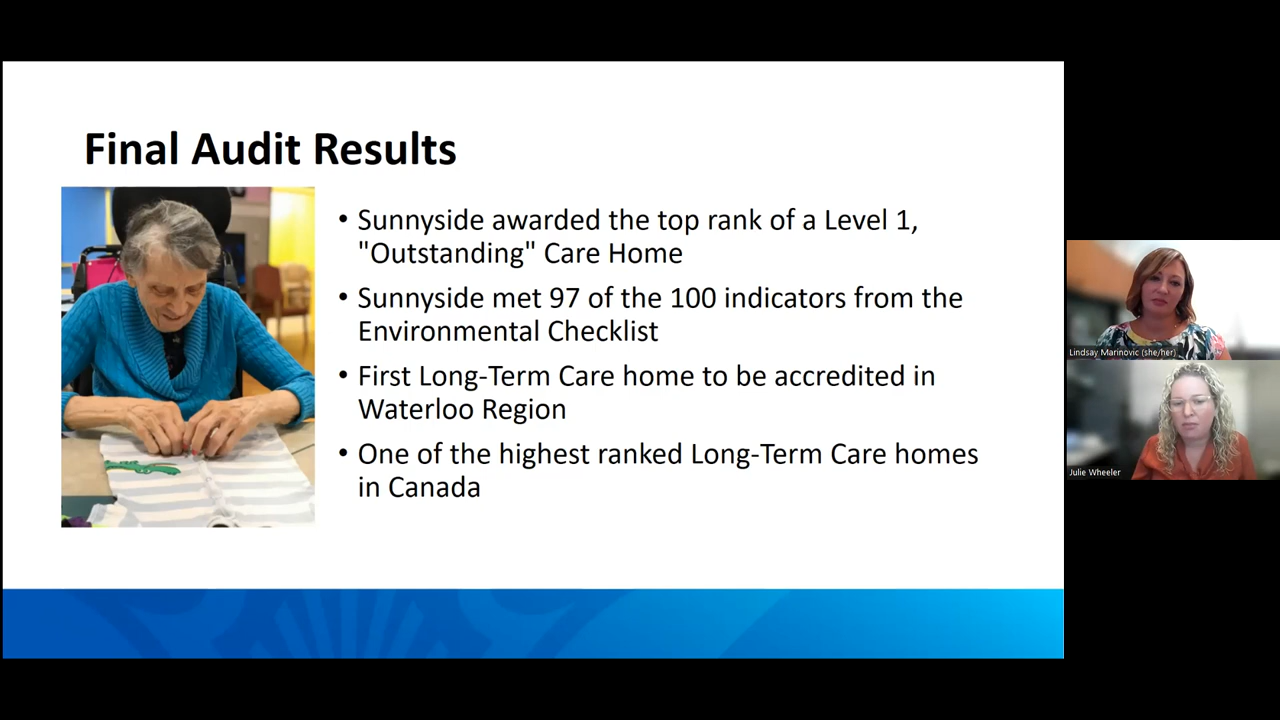 Final Audit Results
• Sunnyside awarded the top rank of a Level 1,
"Outstanding" Care Home
• Sunnyside met 97 of the 100 indicators from the
Environmental Checklist
• First Long-Term Care home to be accredited in
Waterloo Region
• One of the highest ranked Long-Term Care homes
in Canada
Lindsay Marinovic (she/her)
Julie Wheeler